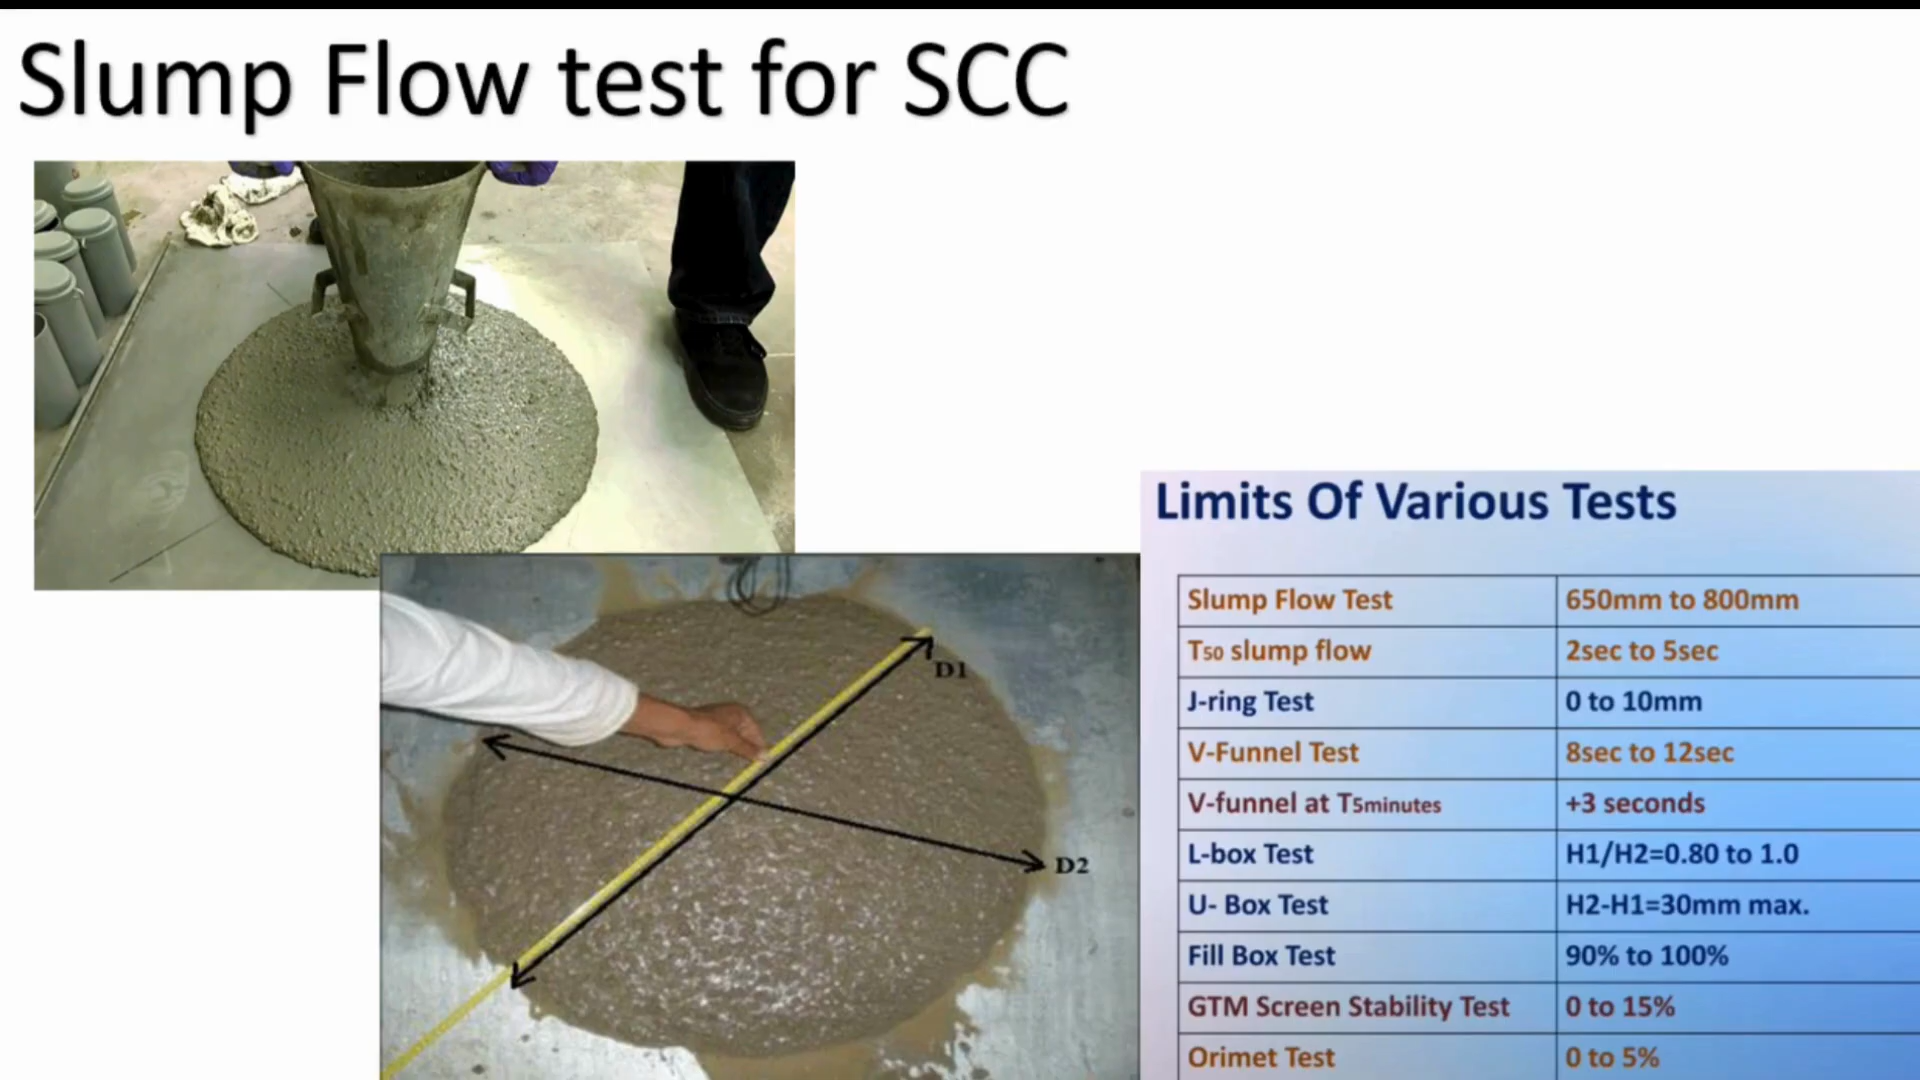 Slump Flow test for SCC
D1
D2
Limits Of Various Tests
Slump Flow Test 650mm to 800mm
T50 slump flow 2sec to 5sec
J-ring Test 0 to 10mm
V-Funnel Test 8sec to 12sec
V-funnel at T5minutes +3 seconds
L-box Test H1/H2=0.80 to 1.0
U- Box Test H2-H1=30mm max.
Fill Box Test 90% to 100%
GTM Screen Stability Test 0 to 15%
Orimet Test 0 to 5%